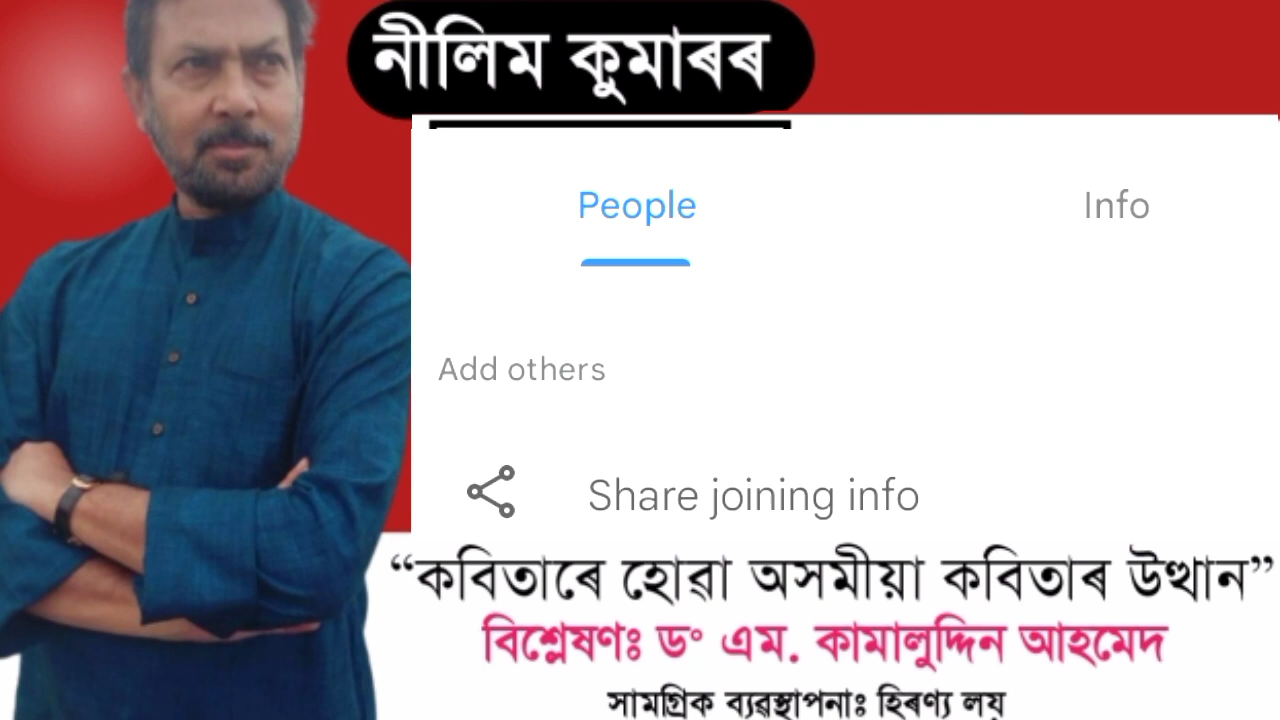 নীলিম কুমাৰৰ
People Info
Add others
Share joining info
“কবিতাৰে হোৱা অসমীয়া কবিতাৰ উত্থান”
বিশ্লেষণঃ ড° এম. কামালুদ্দিন আহমেদ
সামগ্ৰিক ব্যৱস্থাপনাঃ হিৰণ্য লয়